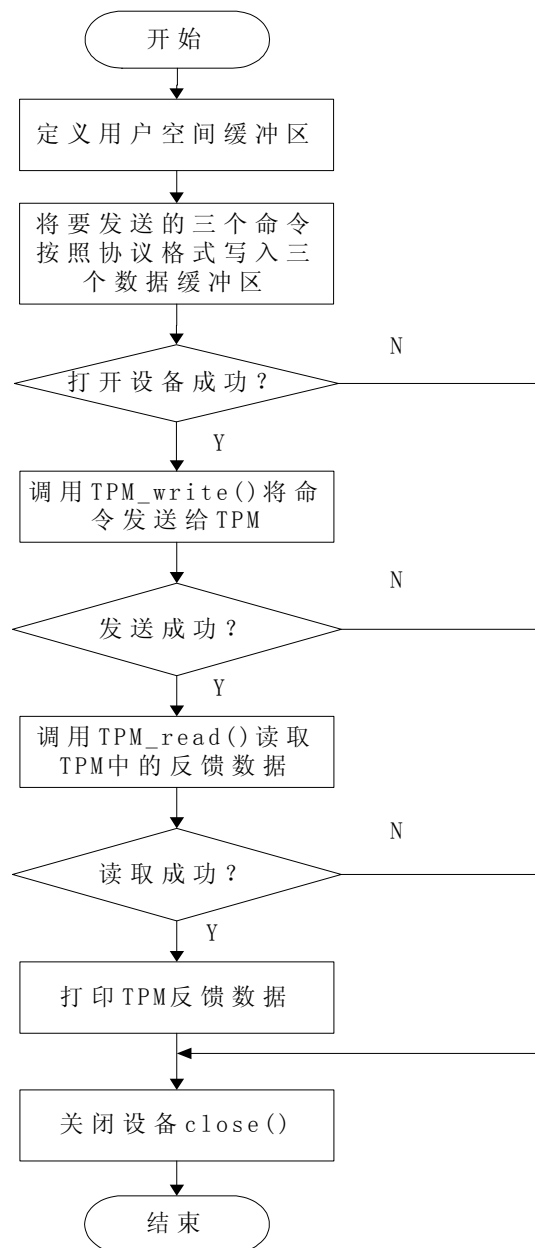 开始
定义用户空间缓冲区
将要发送的三个命令
按照协议格式写入三
个数据缓冲区
N
打开设备成功？
Y
调用TPM_write()将命
令发送给TPM
N
发送成功？
Y
调用TPM_read()读取
TPM中的反馈数据
N
读取成功？
Y
打印TPM反馈数据
关闭设备close()
结束